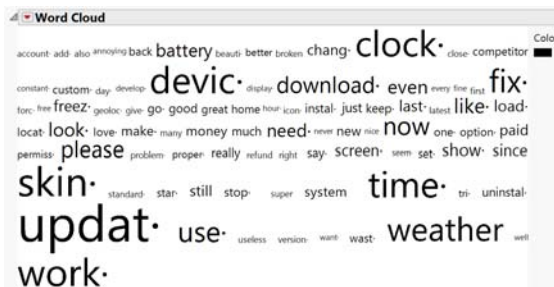 Word Cloud
Colo
account· add· also annoying back battery beauti· better broken chang· clock· close· competitor
constant· custom· day· develop· devic· display· download· even every fine first fix·
forc· free freez· geoloc· give· go· good great home hour· icon· instal· just keep· last· latest like· load·
locat· look· love· make· many money much need· never new nice now one· option· paid
permiss· please problem· proper· really refund right say· screen· seem· set· show· since
skin· standard· star· still stop· super system time· tri· uninstal·
updat· use· useless version· want· wast· weather well
work·